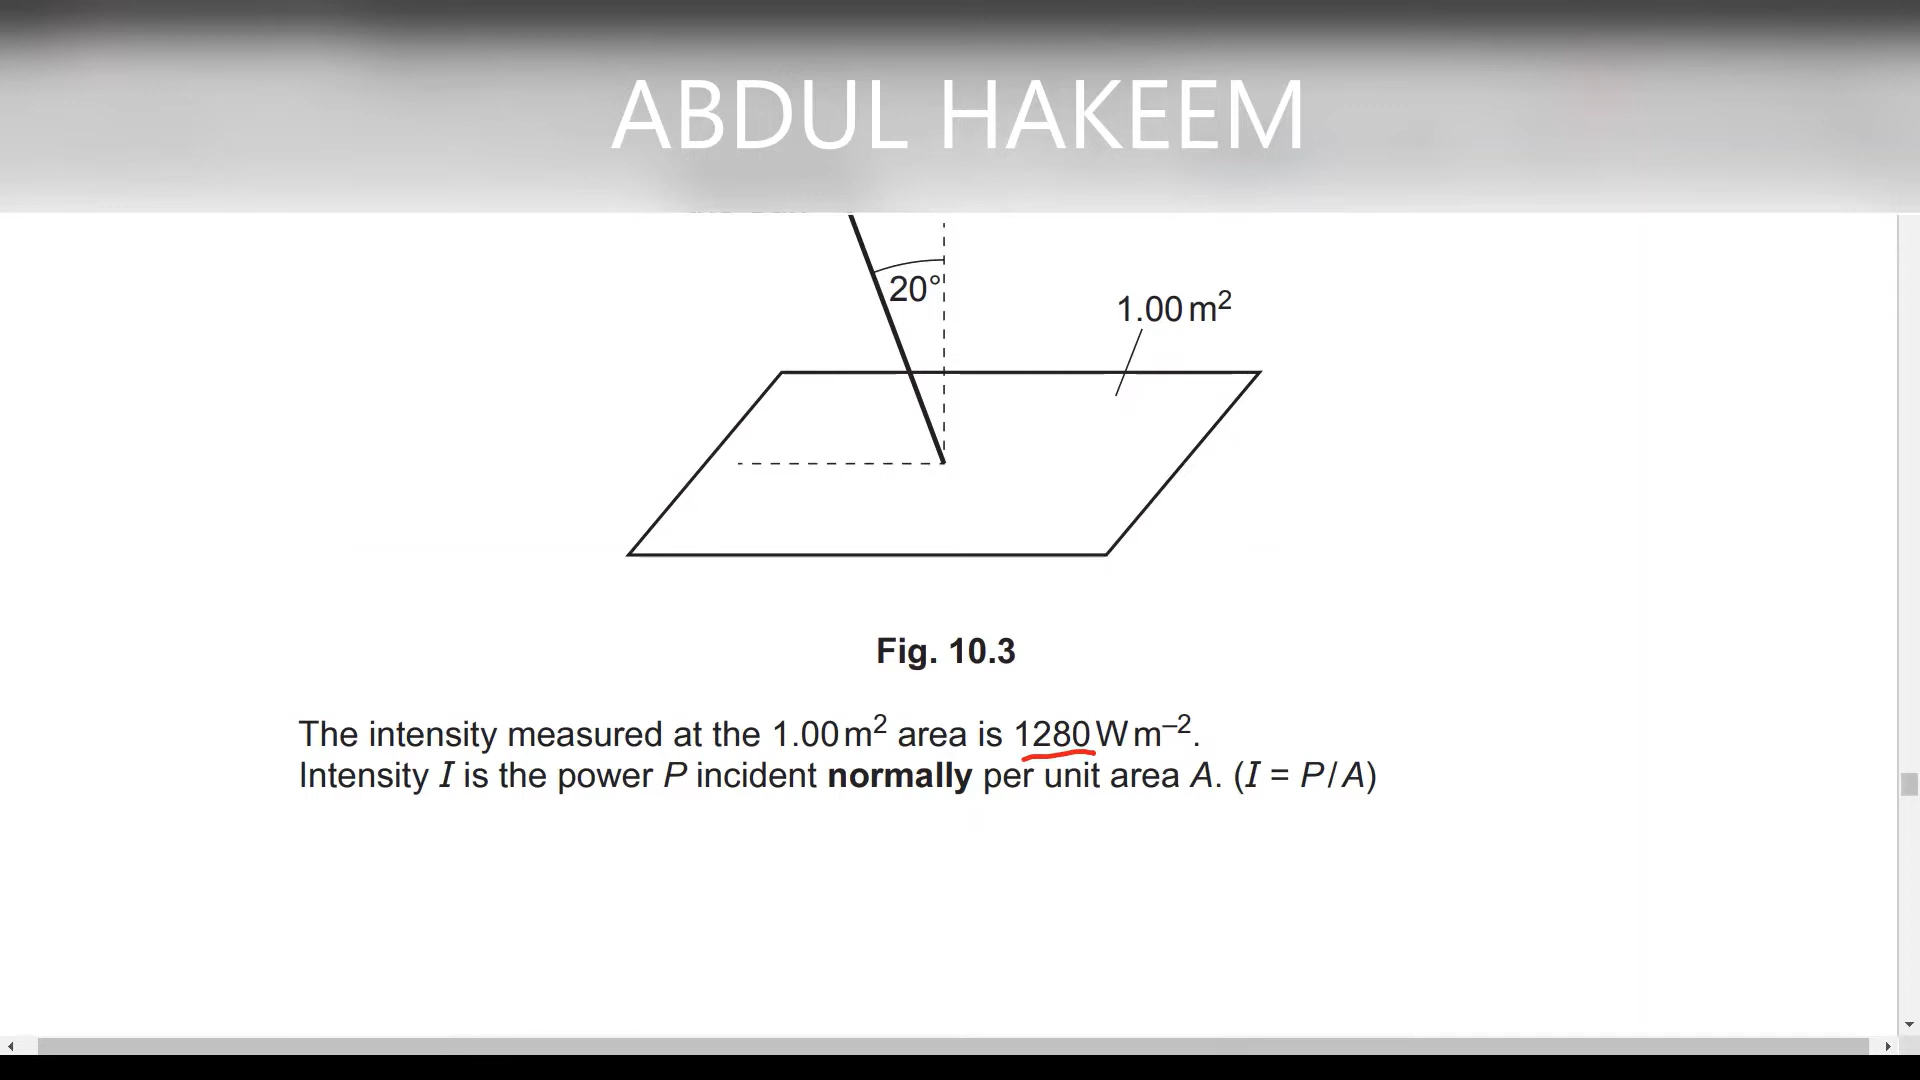 ABDUL HAKEEM
20°
1.00 m²
Fig. 10.3
The intensity measured at the 1.00 m² area is 1280 W m⁻².
Intensity I is the power P incident normally per unit area A. (I = P/A)